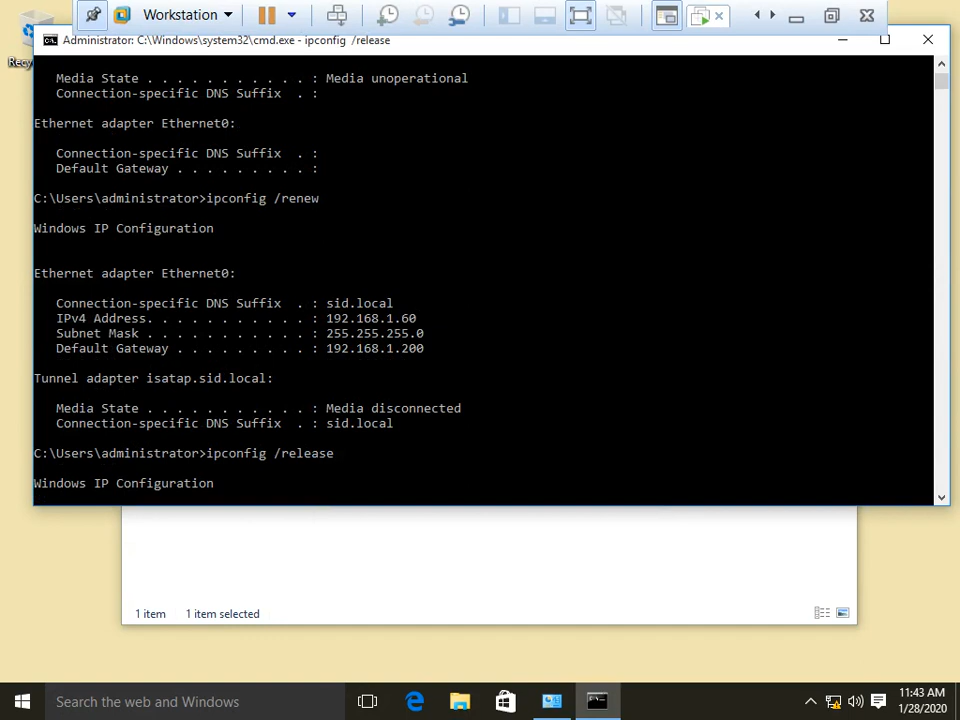 Workstation
Administrator: C:\Windows\system32\cmd.exe - ipconfig /release
Media State . . . . . . . . . . . : Media unoperational
Connection-specific DNS Suffix  . :
Ethernet adapter Ethernet0:
Connection-specific DNS Suffix  . :
Default Gateway . . . . . . . . . :
C:\Users\administrator>ipconfig /renew
Windows IP Configuration
Ethernet adapter Ethernet0:
Connection-specific DNS Suffix  . : sid.local
IPv4 Address. . . . . . . . . . . : 192.168.1.60
Subnet Mask . . . . . . . . . . . : 255.255.255.0
Default Gateway . . . . . . . . . : 192.168.1.200
Tunnel adapter isatap.sid.local:
Media State . . . . . . . . . . . : Media disconnected
Connection-specific DNS Suffix  . : sid.local
C:\Users\administrator>ipconfig /release
Windows IP Configuration
1 item 1 item selected
Search the web and Windows
11:43 AM
1/28/2020